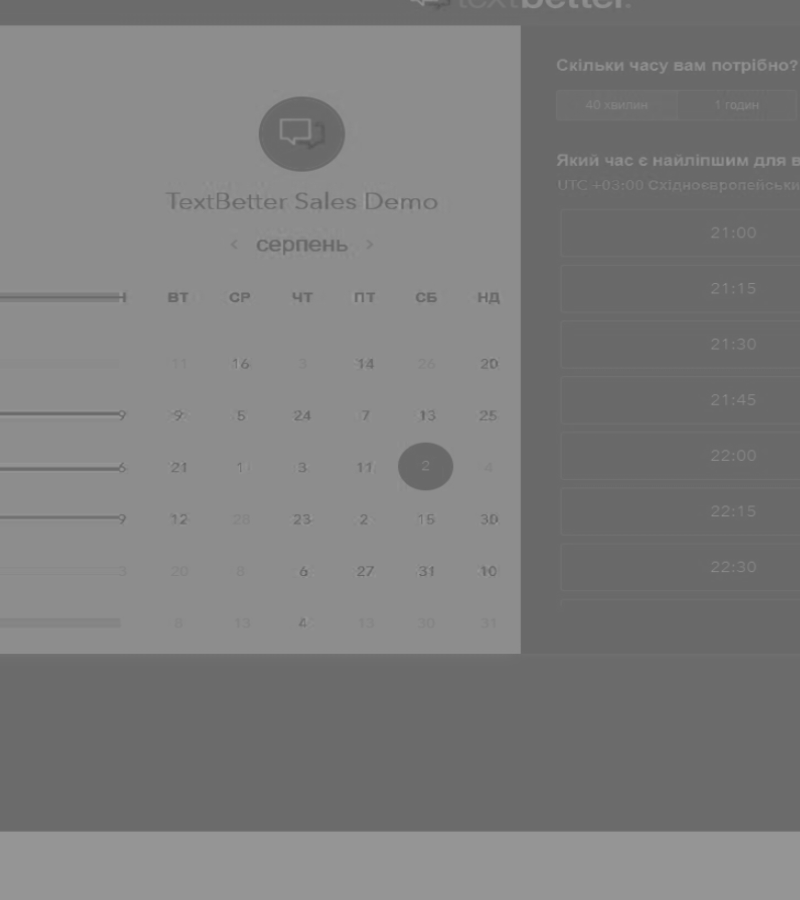 textbetter.
TextBetter Sales Demo
< серпень >
Н ВТ СР ЧТ ПТ СБ НД
11 16 3 14 26 20
9 9 5 24 7 13 25
6 21 1 3 11 2 4
9 12 28 23 2 15 30
3 20 8 6 27 31 10
8 13 4 13 30 31
Скільки часу вам потрібно?
40 хвилин 1 годин
Який час є найліпшим для в
UTC +03:00 Східноєвропейськи
21:00
21:15
21:30
21:45
22:00
22:15
22:30